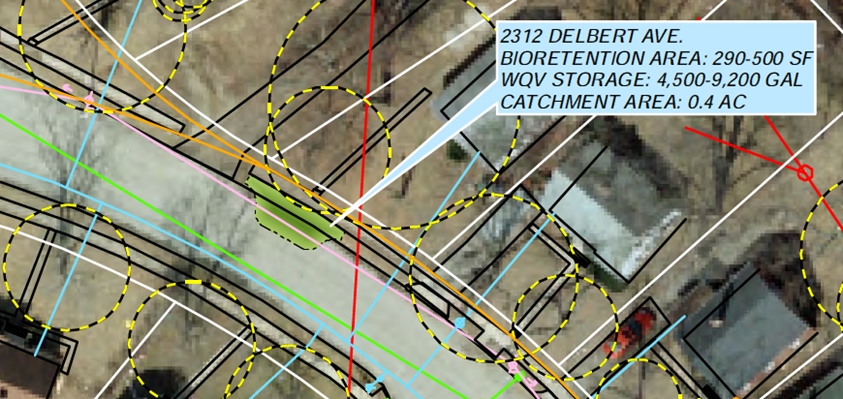 2312 DELBERT AVE.
BIORETENTION AREA: 290-500 SF
WQV STORAGE: 4,500-9,200 GAL
CATCHMENT AREA: 0.4 AC